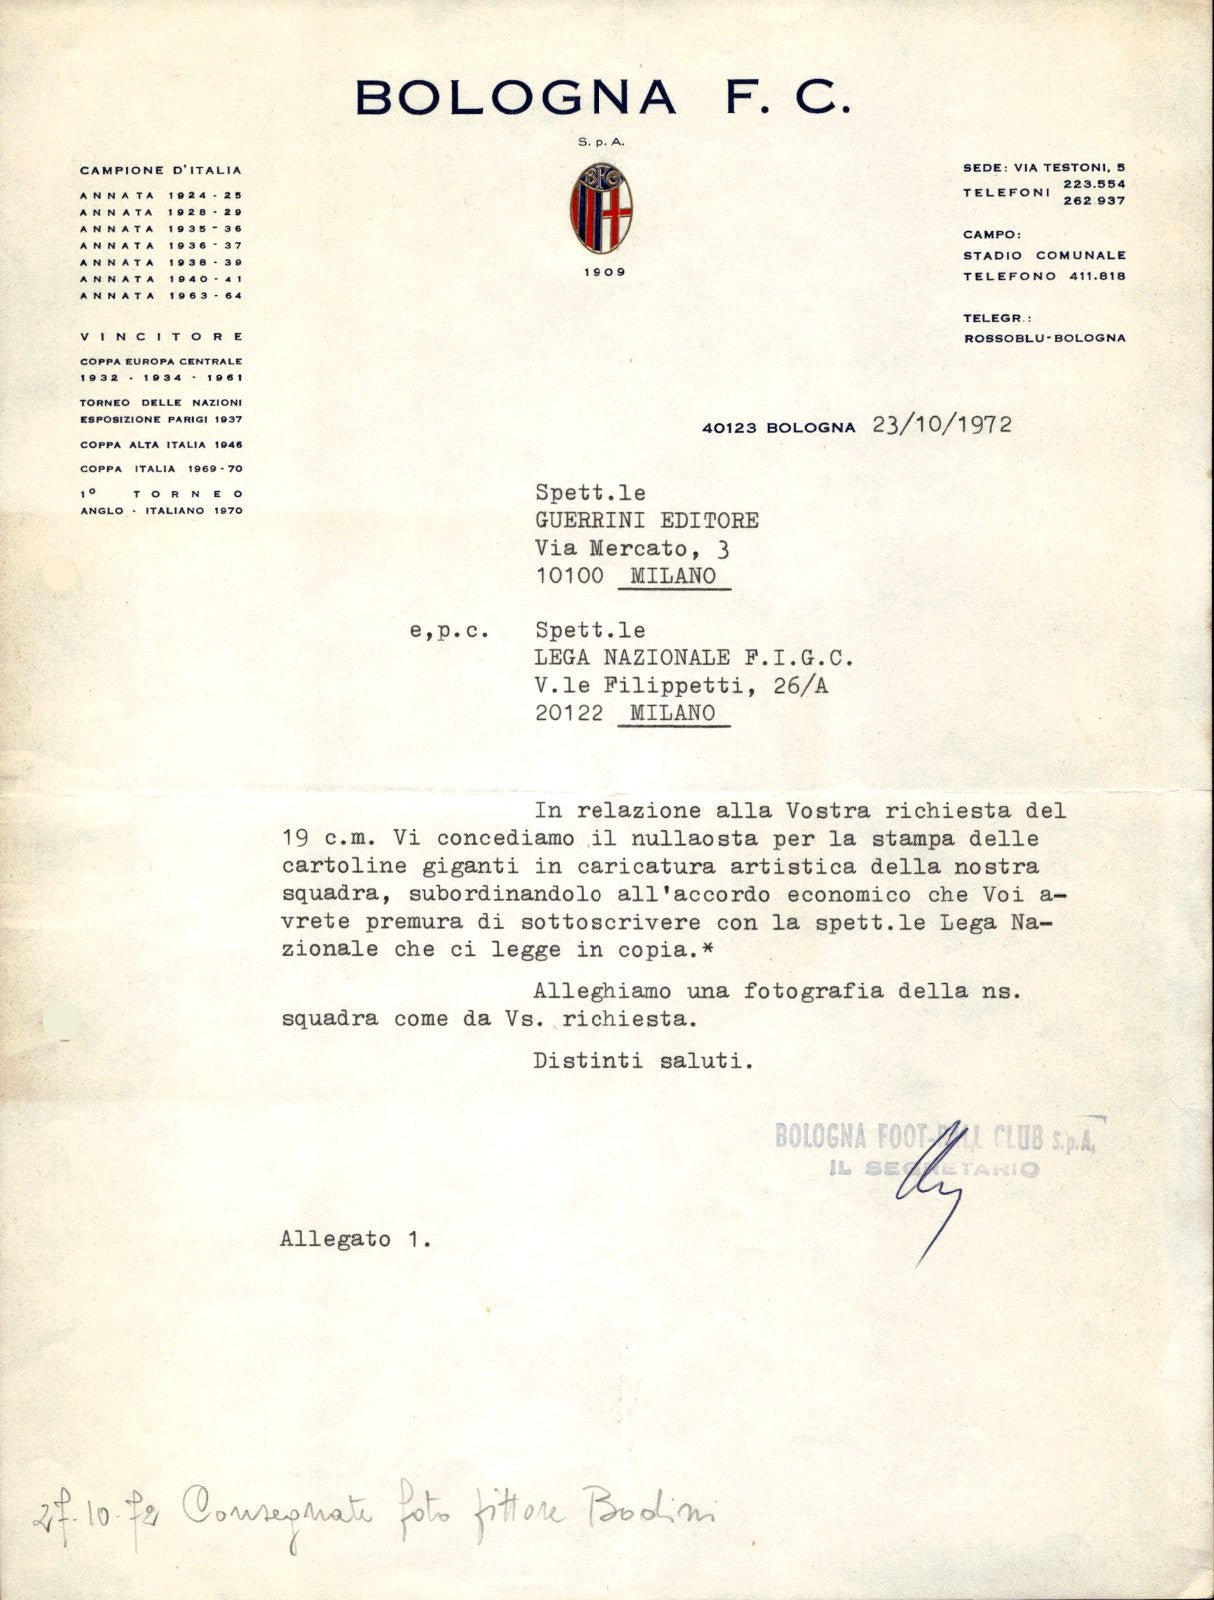 BOLOGNA F. C.
S. p. A.
BFC
1909
CAMPIONE D'ITALIA
ANNATA 1924-25
ANNATA 1928-29
ANNATA 1935-36
ANNATA 1936-37
ANNATA 1938-39
ANNATA 1940-41
ANNATA 1963-64
VINCITORE
COPPA EUROPA CENTRALE
1932 - 1934 - 1961
TORNEO DELLE NAZIONI
ESPOSIZIONE PARIGI 1937
COPPA ALTA ITALIA 1946
COPPA ITALIA 1969-70
1° TORNEO
ANGLO - ITALIANO 1970
SEDE: VIA TESTONI, 5
TELEFONI 223.554
262.937
CAMPO:
STADIO COMUNALE
TELEFONO 411.818
TELEGR.:
ROSSOBLU-BOLOGNA
40123 BOLOGNA 23/10/1972
Spett.le
GUERRINI EDITORE
Via Mercato, 3
10100 MILANO
e,p.c. Spett.le
LEGA NAZIONALE F.I.G.C.
V.le Filippetti, 26/A
20122 MILANO
In relazione alla Vostra richiesta del
19 c.m. Vi concediamo il nullaosta per la stampa delle
cartoline giganti in caricatura artistica della nostra
squadra, subordinandolo all'accordo economico che Voi a-
vrete premura di sottoscrivere con la spett.le Lega Na-
zionale che ci legge in copia.*
Alleghiamo una fotografia della ns.
squadra come da Vs. richiesta.
Distinti saluti.
BOLOGNA FOOT-BALL CLUB S.p.A.
IL SEGRETARIO
Allegato 1.
27.10.72 Consegnate foto pittore Bodini